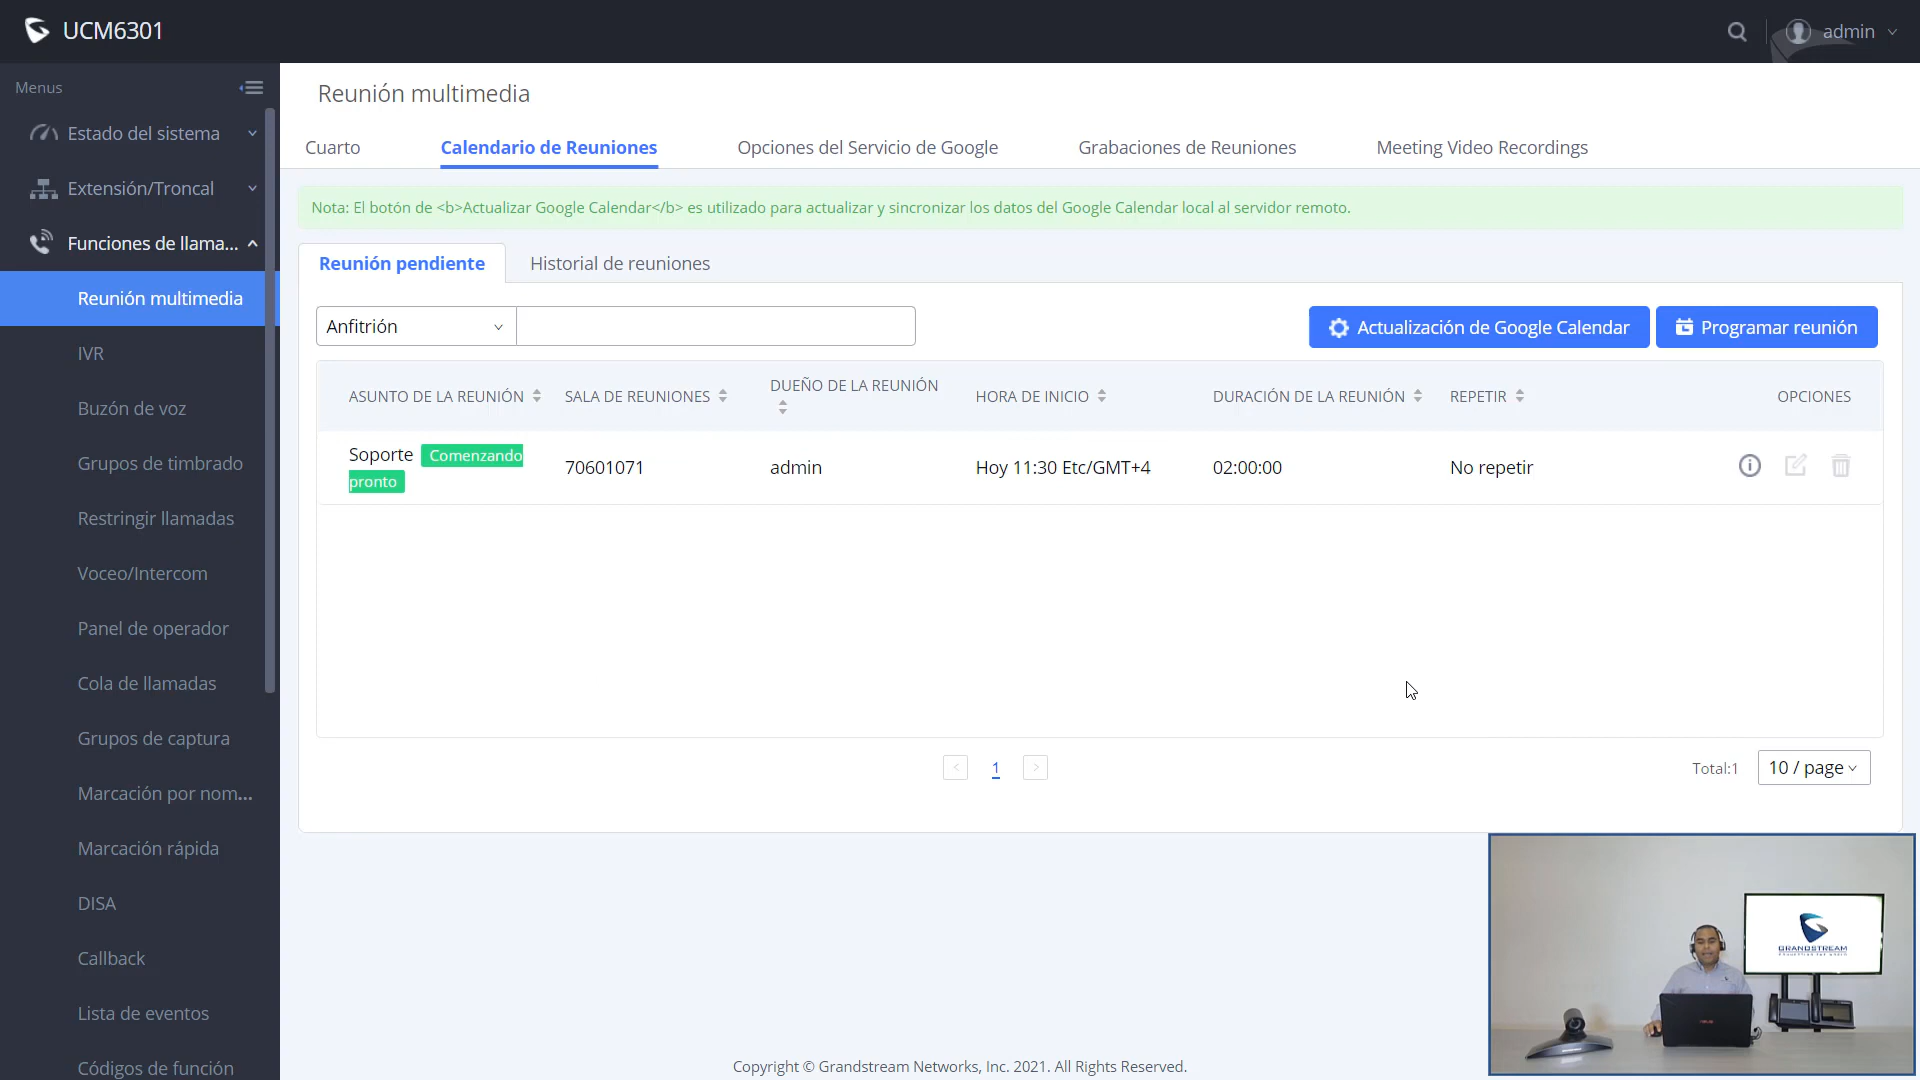 UCM6301
admin
Menus
Estado del sistema
Extensión/Troncal
Funciones de llama...
Reunión multimedia
IVR
Buzón de voz
Grupos de timbrado
Restringir llamadas
Voceo/Intercom
Panel de operador
Cola de llamadas
Grupos de captura
Marcación por nom...
Marcación rápida
DISA
Callback
Lista de eventos
Códigos de función
Reunión multimedia
Cuarto
Calendario de Reuniones
Opciones del Servicio de Google
Grabaciones de Reuniones
Meeting Video Recordings
Nota: El botón de <b>Actualizar Google Calendar</b> es utilizado para actualizar y sincronizar los datos del Google Calendar local al servidor remoto.
Reunión pendiente
Historial de reuniones
Anfitrión
Actualización de Google Calendar
Programar reunión
ASUNTO DE LA REUNIÓN
SALA DE REUNIONES
DUEÑO DE LA REUNIÓN
HORA DE INICIO
DURACIÓN DE LA REUNIÓN
REPETIR
OPCIONES
Soporte Comenzando
pronto
70601071
admin
Hoy 11:30 Etc/GMT+4
02:00:00
No repetir
< 1 >
Total:1
10 / page
GRANDSTREAM
Copyright © Grandstream Networks, Inc. 2021. All Rights Reserved.